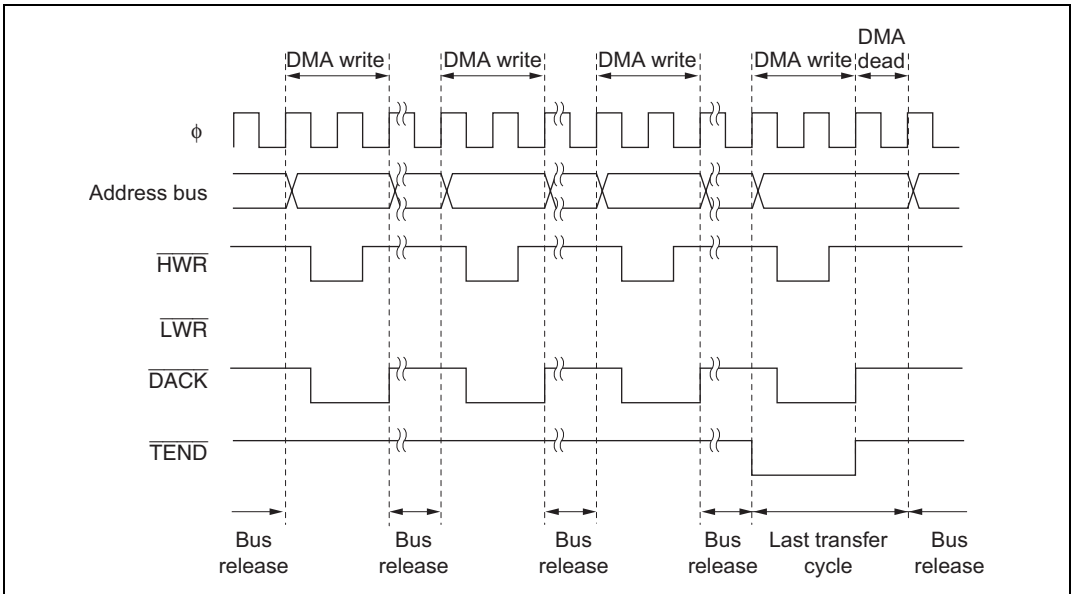 DMA
DMA write DMA write DMA write DMA write dead
ϕ
Address bus
HWR
LWR
DACK
TEND
Bus Bus Bus Bus Last transfer Bus
release release release release cycle release